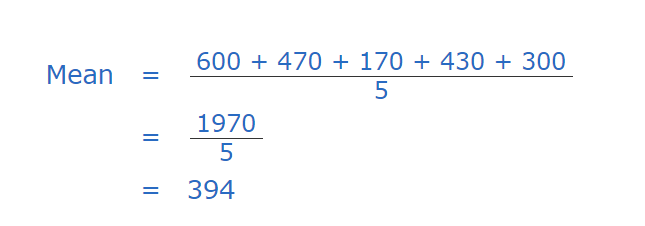 Mean = 600 + 470 + 170 + 430 + 300
5
= 1970
5
= 394